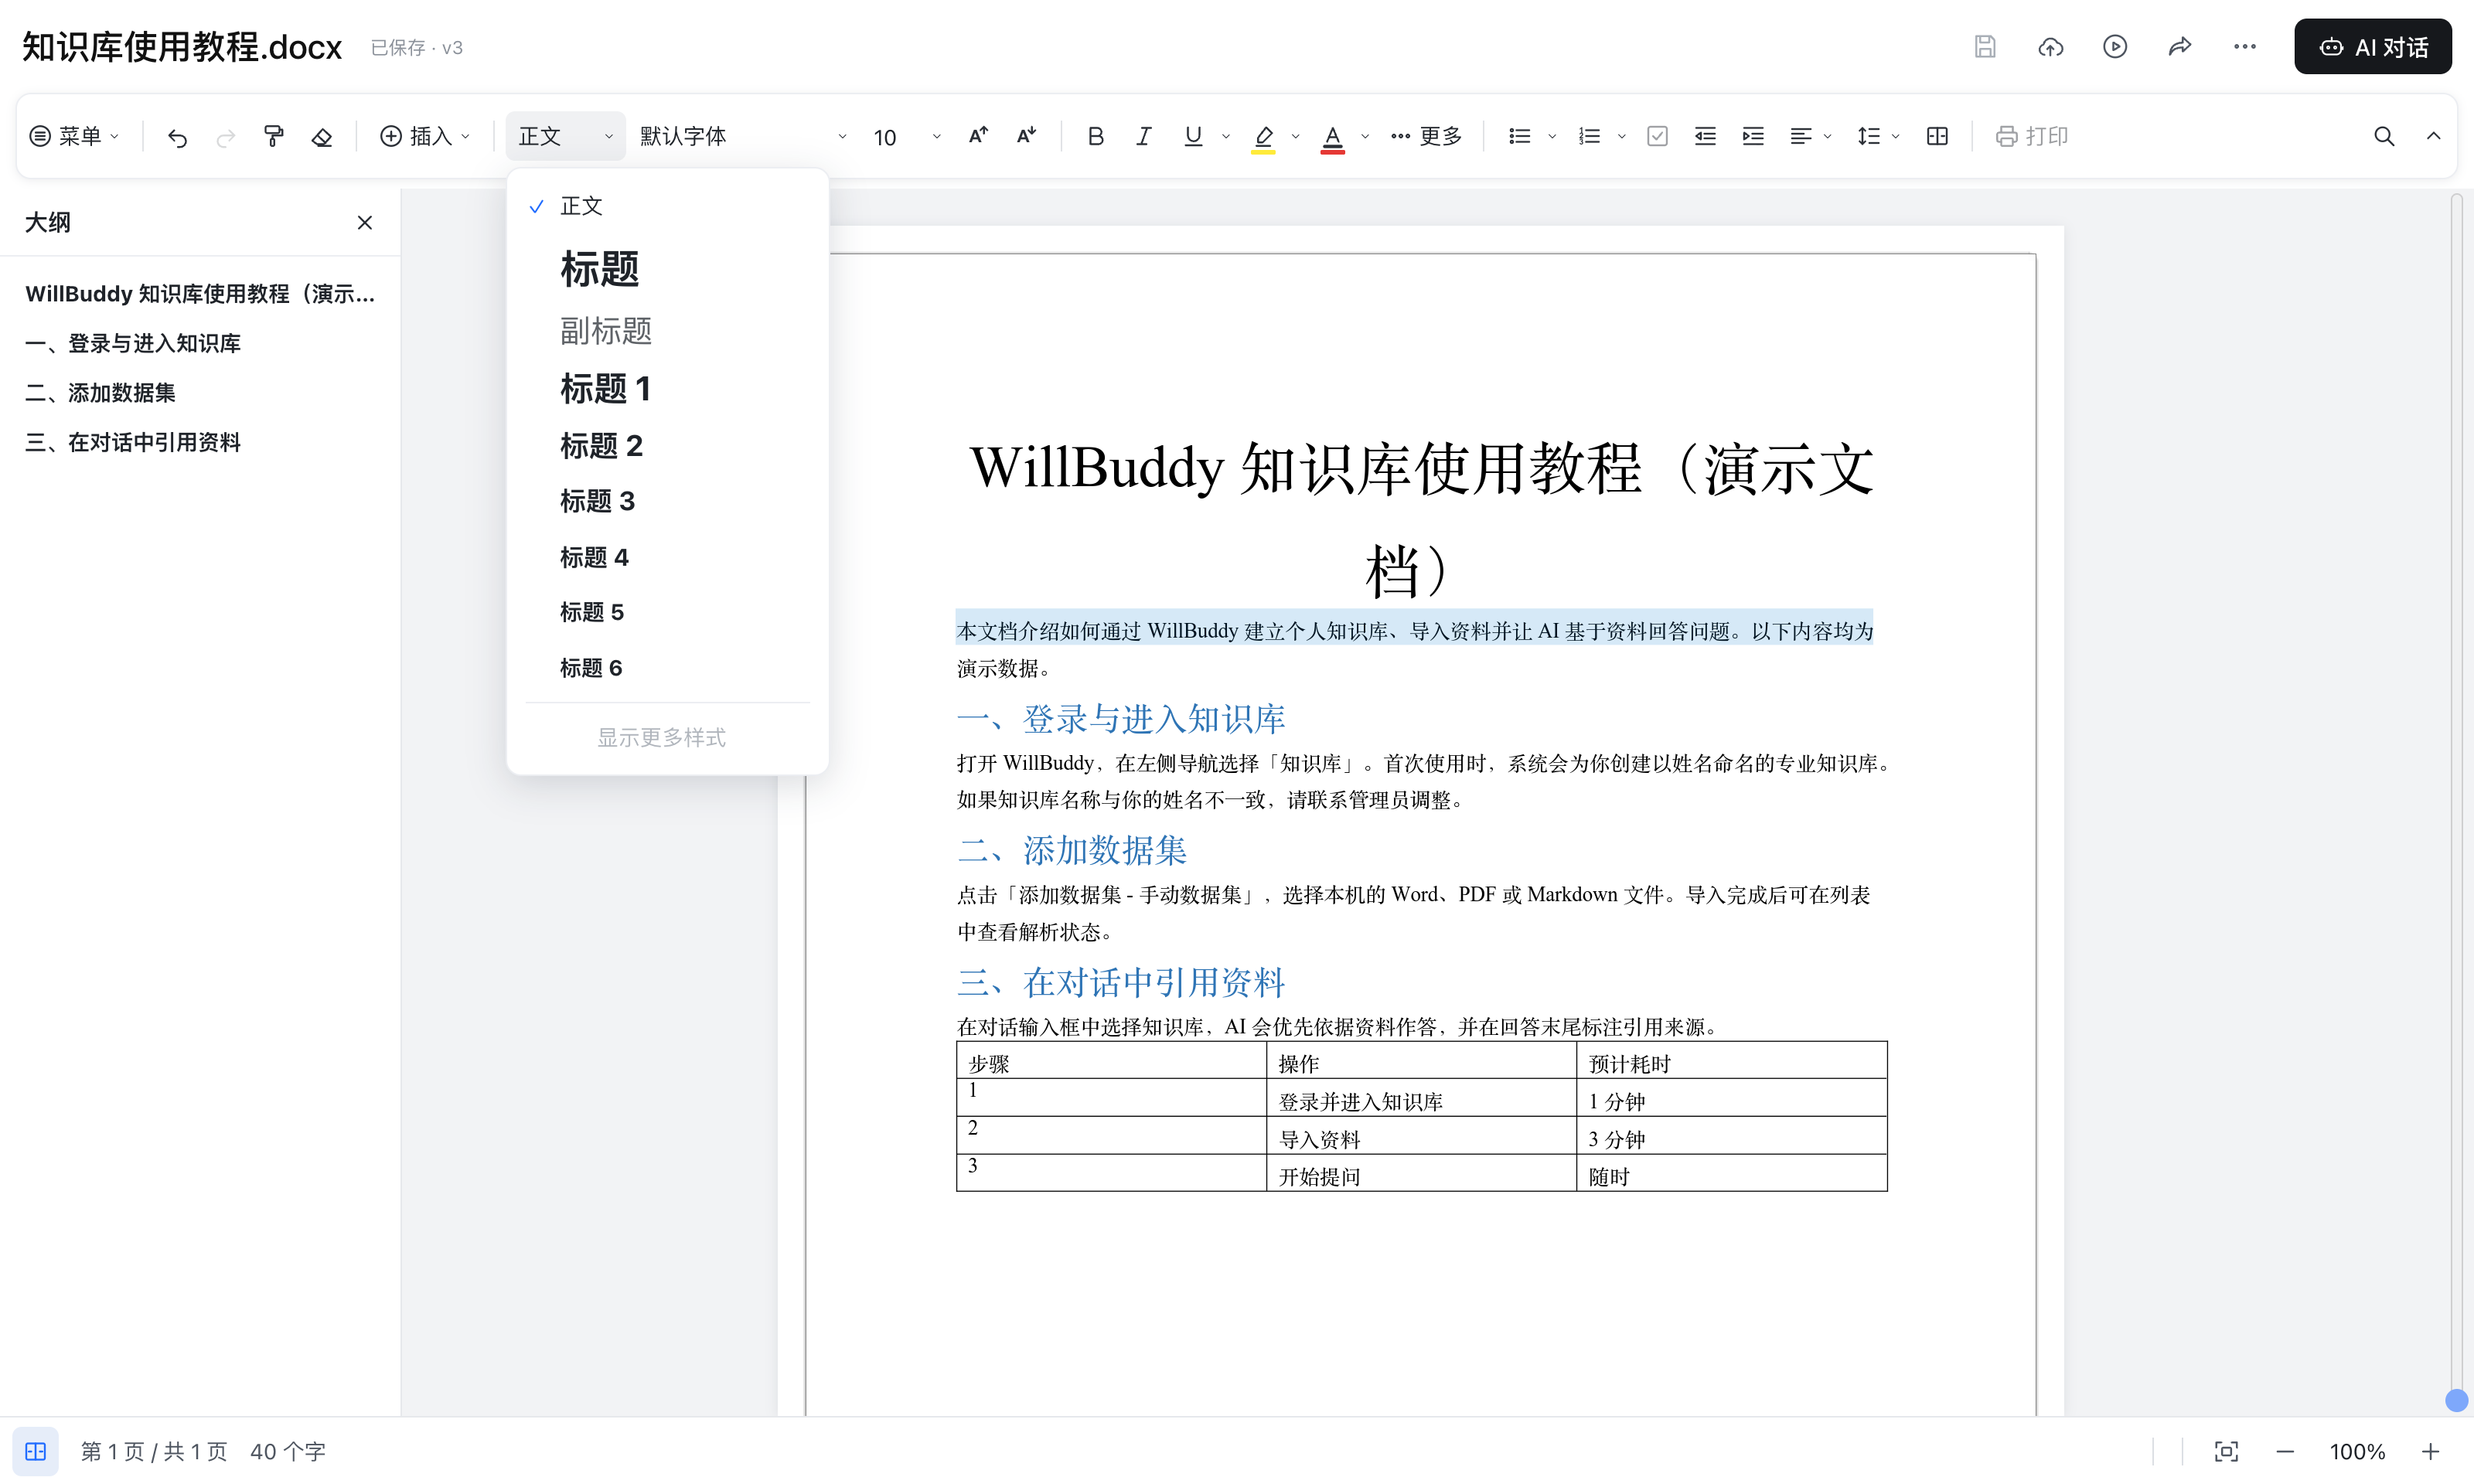 知识库使用教程.docx 已保存 · v3 AI 对话
菜单 插入 正文 默认字体 10 更多 打印
大纲
WillBuddy 知识库使用教程（演示...
一、登录与进入知识库
二、添加数据集
三、在对话中引用资料
正文
标题
副标题
标题 1
标题 2
标题 3
标题 4
标题 5
标题 6
显示更多样式
WillBuddy 知识库使用教程（演示文
档）
本文档介绍如何通过 WillBuddy 建立个人知识库、导入资料并让 AI 基于资料回答问题。以下内容均为
演示数据。
一、登录与进入知识库
打开 WillBuddy，在左侧导航选择「知识库」。首次使用时，系统会为你创建以姓名命名的专业知识库。
如果知识库名称与你的姓名不一致，请联系管理员调整。
二、添加数据集
点击「添加数据集 - 手动数据集」，选择本机的 Word、PDF 或 Markdown 文件。导入完成后可在列表
中查看解析状态。
三、在对话中引用资料
在对话输入框中选择知识库，AI 会优先依据资料作答，并在回答末尾标注引用来源。
步骤 操作 预计耗时
1 登录并进入知识库 1 分钟
2 导入资料 3 分钟
3 开始提问 随时
第 1 页 / 共 1 页 40 个字 100%